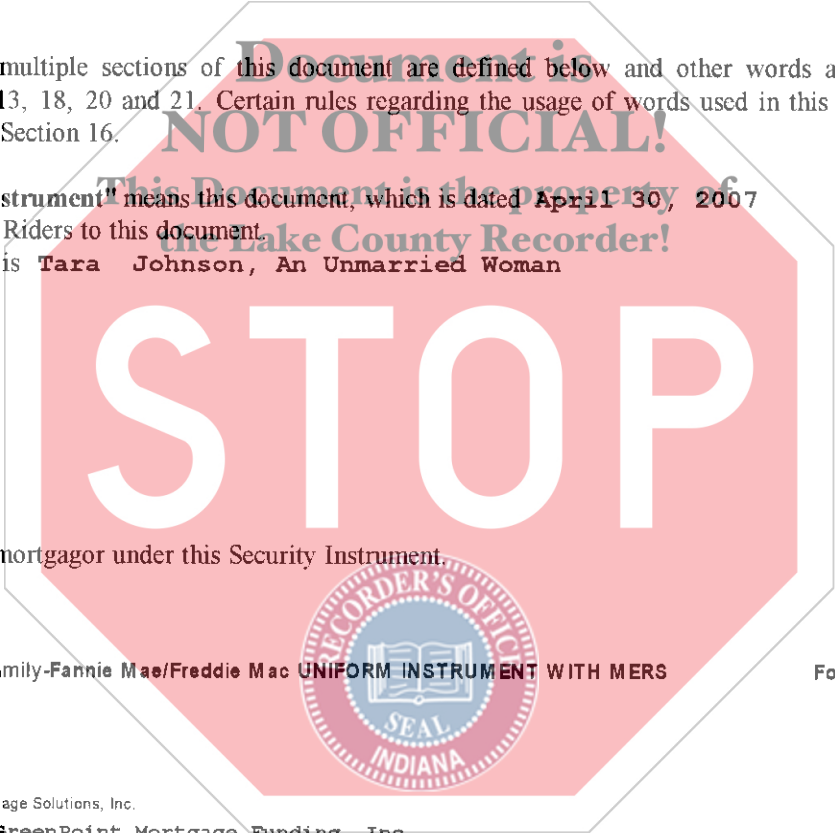 Document is
multiple sections of this document are defined below and other words a
13, 18, 20 and 21. Certain rules regarding the usage of words used in this
NOT OFFICIAL!
Section 16.
This Document is the property of
strument" means this document, which is dated April 30, 2007
Riders to this document.
the Lake County Recorder!
is Tara Johnson, An Unmarried Woman
STOP
mortgagor under this Security Instrument.
RECORDER'S OFFICE
mily-Fannie Mae/Freddie Mac UNIFORM INSTRUMENT WITH MERS Fo
SEAL
INDIANA
age Solutions, Inc.
GreenPoint Mortgage Funding, Inc.